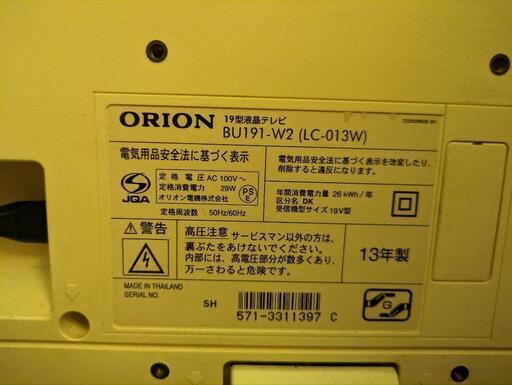 ORION
19型液晶テレビ
BU191-W2 (LC-013W)
電気用品安全法に基づく表示
JQA
定格電圧AC 100V~
定格消費電力 29W
オリオン電機株式会社
定格周波数 50Hz/60Hz
PS
E
本機の電気用品安全法に基づく表示を改変したり、
削除すると違反になります。
年間消費電力量 26 kWh/年
区分名 DK
受信機型サイズ19V型
警告
高圧注意 サービスマン以外の方は、
裏ぶたをあけないでください。
内部には、高電圧部分が数多くあり、
万一さわると危険です。
13年製
MADE IN THAILAND
SERIAL NO.
SH
571-3311397 C
G